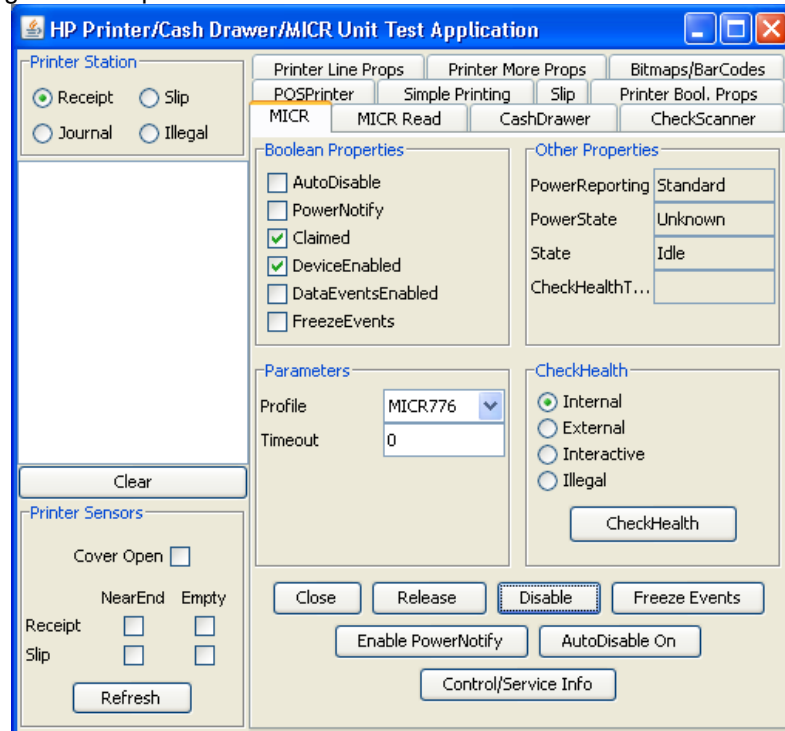 HP Printer/Cash Drawer/MICR Unit Test Application
Printer Station
Receipt Slip
Journal Illegal
Clear
Printer Sensors
Cover Open
NearEnd Empty
Receipt
Slip
Refresh
Printer Line Props Printer More Props Bitmaps/BarCodes
POSPrinter Simple Printing Slip Printer Bool. Props
MICR MICR Read CashDrawer CheckScanner
Boolean Properties
AutoDisable
PowerNotify
Claimed
DeviceEnabled
DataEventsEnabled
FreezeEvents
Other Properties
PowerReporting Standard
PowerState Unknown
State Idle
CheckHealthT...
Parameters
Profile MICR776
Timeout 0
CheckHealth
Internal
External
Interactive
Illegal
CheckHealth
Close Release Disable Freeze Events
Enable PowerNotify AutoDisable On
Control/Service Info